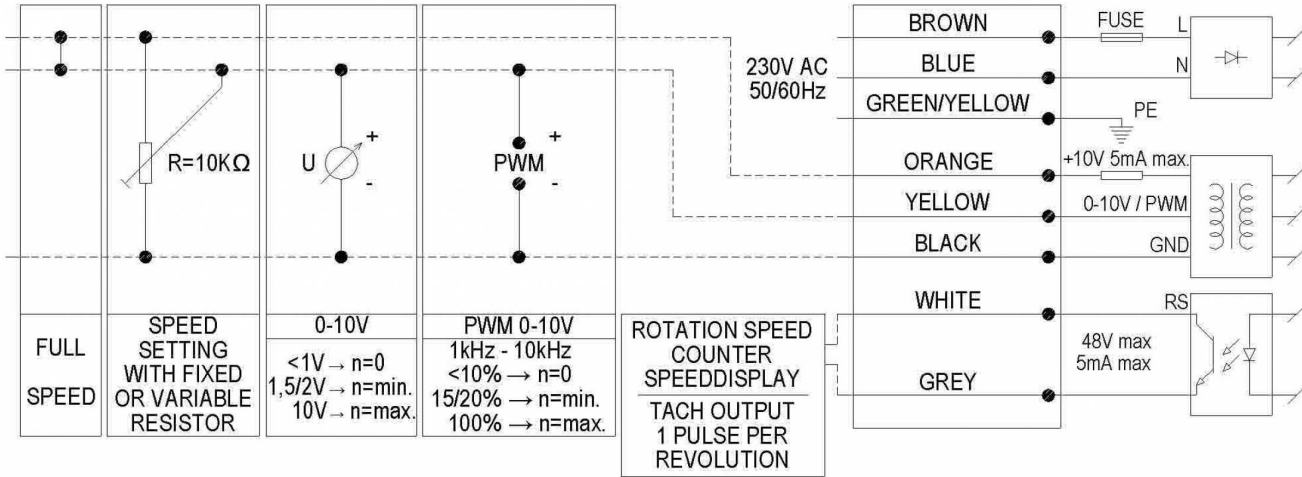 R=10KΩ
U
+
-
+
PWM
-
FULL
SPEED
SPEED
SETTING
WITH FIXED
OR VARIABLE
RESISTOR
0-10V
<1V → n=0
1,5/2V → n=min.
10V → n=max.
PWM 0-10V
1kHz - 10kHz
<10% → n=0
15/20% → n=min.
100% → n=max.
ROTATION SPEED
COUNTER
SPEEDDISPLAY
TACH OUTPUT
1 PULSE PER
REVOLUTION
230V AC
50/60Hz
BROWN
BLUE
GREEN/YELLOW
ORANGE
YELLOW
BLACK
WHITE
GREY
FUSE
L
N
PE
+10V 5mA max.
0-10V / PWM
GND
RS
48V max
5mA max